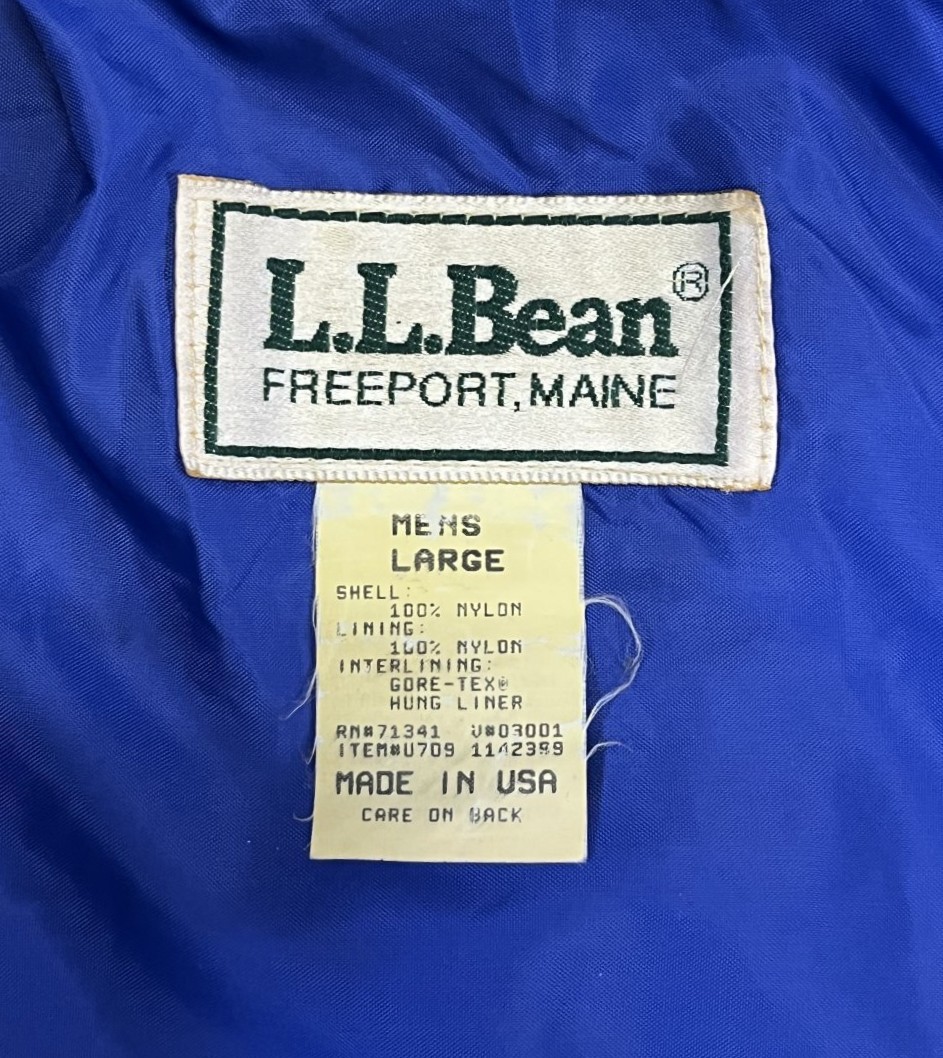 L.L.Bean®
FREEPORT, MAINE
MENS
LARGE
SHELL:
100% NYLON
LINING:
100% NYLON
INTERLINING:
GORE-TEX®
HUNG LINER
RN#71341 V#03001
ITEM#U709 1142399
MADE IN USA
CARE ON BACK